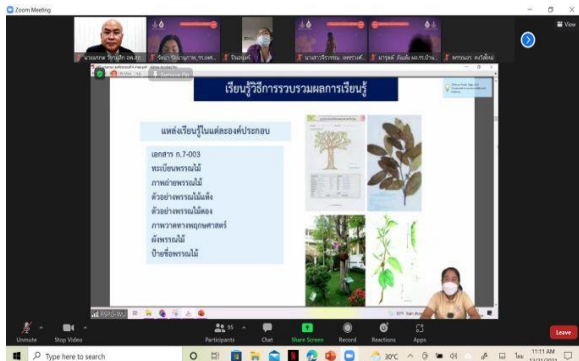 Zoom Meeting
View
เรียนรู้วิธีการรวบรวมผลการเรียนรู้
แหล่งเรียนรู้ในแต่ละองค์ประกอบ
เอกสาร ก.7-003
ทะเบียนพรรณไม้
ภาพถ่ายพรรณไม้
ตัวอย่างพรรณไม้แห้ง
ตัวอย่างพรรณไม้ดอง
ภาพวาดทางพฤกษศาสตร์
ผังพรรณไม้
ป้ายชื่อพรรณไม้
Unmute
Stop Video
95
Participants
Chat
Share Screen
Record
Reactions
Apps
Leave
Type here to search
30°C
ไทย
11:11 AM